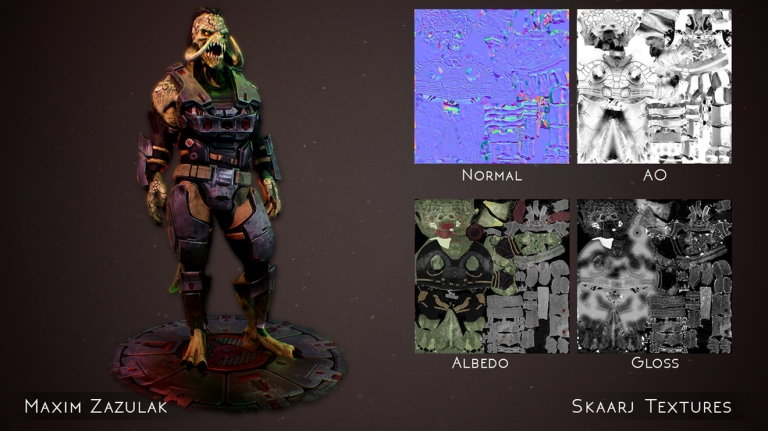 Normal
AO
Albedo
Gloss
Maxim Zazulak
Skaarj Textures